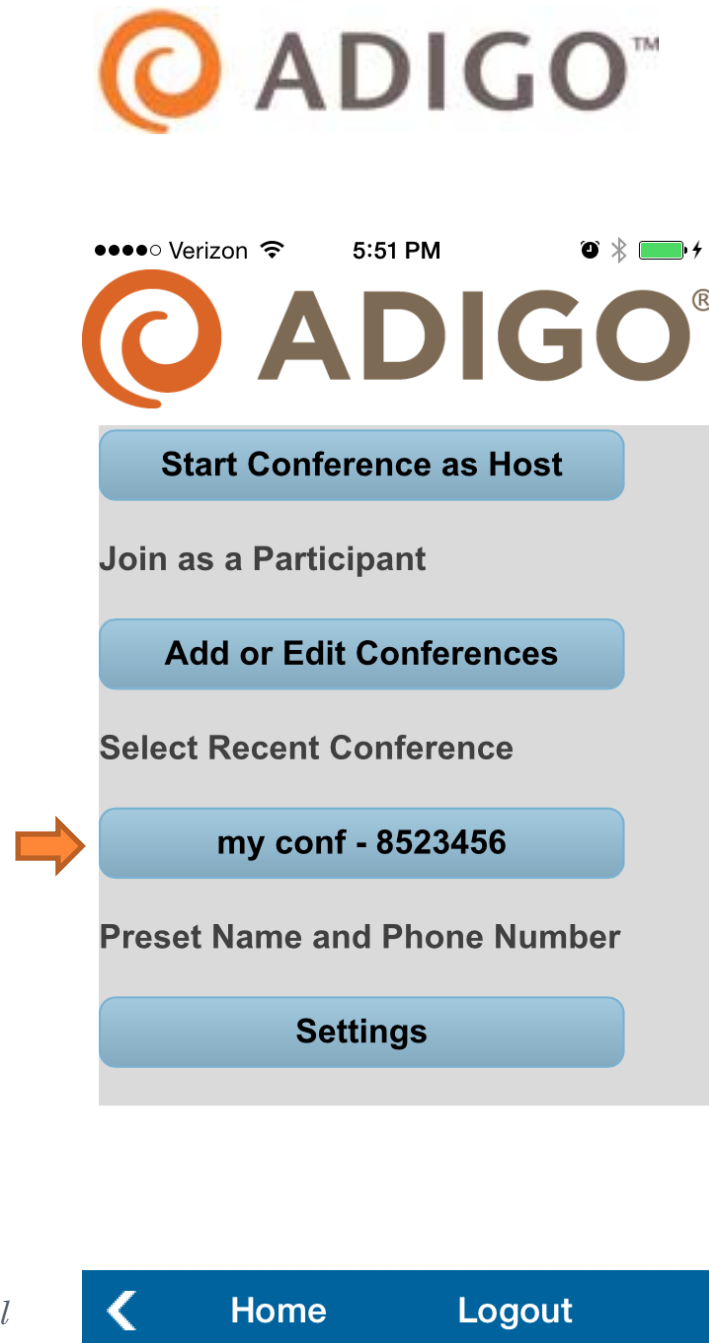 ADIGO™
Verizon 5:51 PM
ADIGO®
Start Conference as Host
Join as a Participant
Add or Edit Conferences
Select Recent Conference
my conf - 8523456
Preset Name and Phone Number
Settings
l
Home Logout